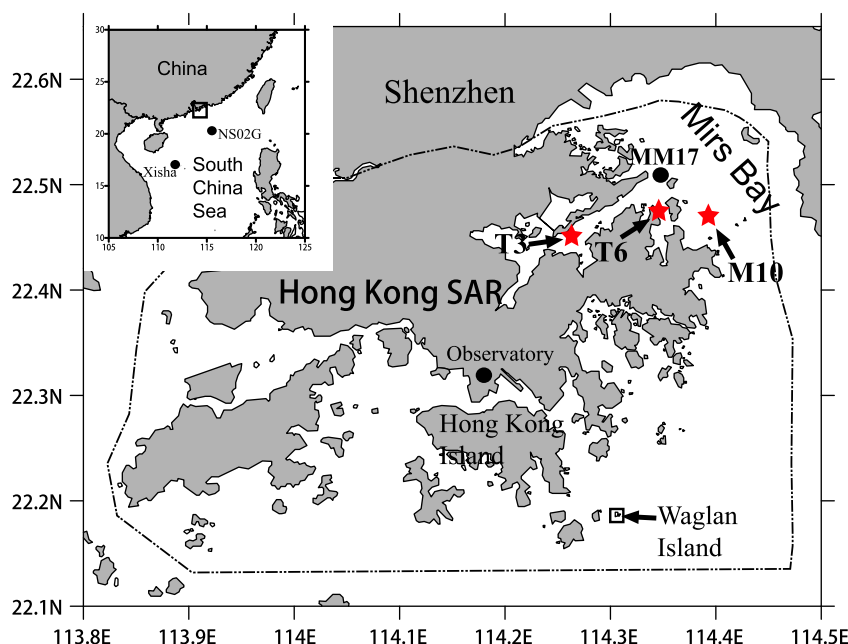 30
25
20
15
10
105
110
115
120
125
China
NS02G
Xisha
South
China
Sea
22.6N
22.5N
22.4N
22.3N
22.2N
22.1N
Shenzhen
Mirs Bay
MM17
T3
T6
M10
Hong Kong SAR
Observatory
Hong Kong
Island
Waglan
Island
113.8E
113.9E
114E
114.1E
114.2E
114.3E
114.4E
114.5E